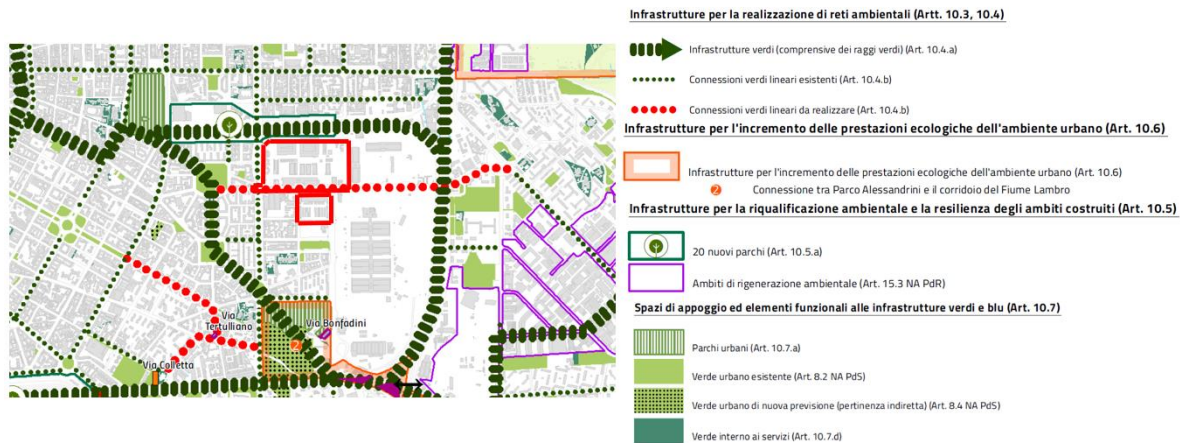 Infrastrutture per la realizzazione di reti ambientali (Artt. 10.3, 10.4)
Infrastrutture verdi (comprensive dei raggi verdi) (Art. 10.4.a)
Connessioni verdi lineari esistenti (Art. 10.4.b)
Connessioni verdi lineari da realizzare (Art. 10.4.b)
Infrastrutture per l'incremento delle prestazioni ecologiche dell'ambiente urbano (Art. 10.6)
Infrastrutture per l'incremento delle prestazioni ecologiche dell'ambiente urbano (Art. 10.6)
2 Connessione tra Parco Alessandrini e il corridoio del Fiume Lambro
Infrastrutture per la riqualificazione ambientale e la resilienza degli ambiti costruiti (Art. 10.5)
20 nuovi parchi (Art. 10.5.a)
Ambiti di rigenerazione ambientale (Art. 15.3 NA PdR)
Spazi di appoggio ed elementi funzionali alle infrastrutture verdi e blu (Art. 10.7)
Parchi urbani (Art. 10.7.a)
Verde urbano esistente (Art. 8.2 NA PdS)
Verde urbano di nuova previsione (pertinenza indiretta) (Art. 8.4 NA PdS)
Verde interno ai servizi (Art. 10.7.d)
Via
Tertulliano
Via Bonfadini
2
Via Colletta